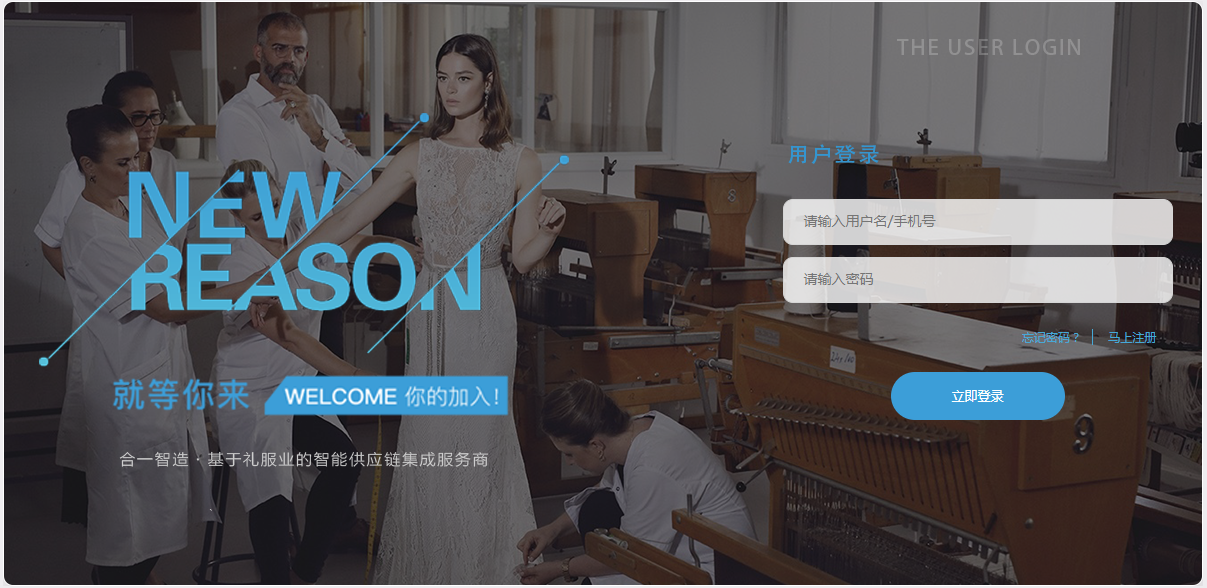 THE USER LOGIN
NEW
REASON
就等你来 WELCOME 你的加入!
合一智造 · 基于礼服业的智能供应链集成服务商
用户登录
请输入用户名/手机号
请输入密码
忘记密码? | 马上注册
立即登录
9